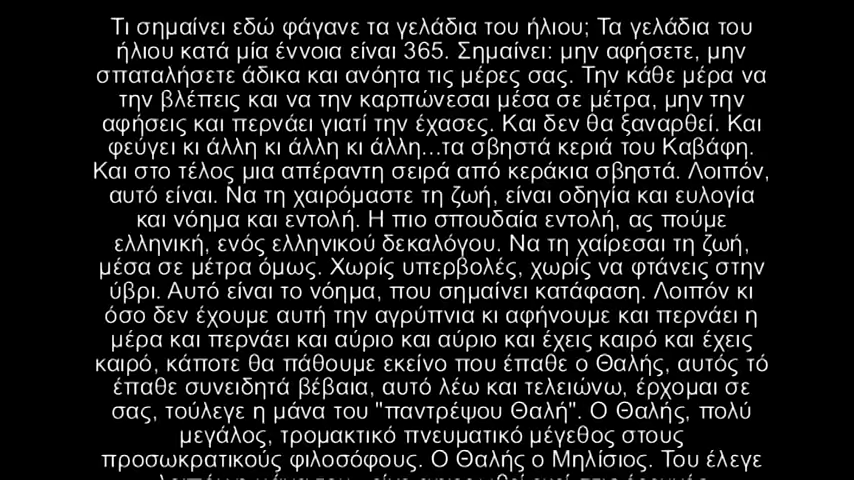 Τι σημαίνει εδώ φάγανε τα γελάδια του ήλιου; Τα γελάδια του
ήλιου κατά μία έννοια είναι 365. Σημαίνει: μην αφήσετε, μην
σπαταλήσετε άδικα και ανόητα τις μέρες σας. Την κάθε μέρα να
την βλέπεις και να την καρπώνεσαι μέσα σε μέτρα, μην την
αφήσεις και περνάει γιατί την έχασες. Και δεν θα ξαναρθεί. Και
φεύγει κι άλλη κι άλλη κι άλλη...τα σβηστά κεριά του Καβάφη.
Και στο τέλος μια απέραντη σειρά από κεράκια σβηστά. Λοιπόν,
αυτό είναι. Να τη χαιρόμαστε τη ζωή, είναι οδηγία και ευλογία
και νόημα και εντολή. Η πιο σπουδαία εντολή, ας πούμε
ελληνική, ενός ελληνικού δεκαλόγου. Να τη χαίρεσαι τη ζωή,
μέσα σε μέτρα όμως. Χωρίς υπερβολές, χωρίς να φτάνεις στην
ύβρι. Αυτό είναι το νόημα, που σημαίνει κατάφαση. Λοιπόν κι
όσο δεν έχουμε αυτή την αγρύπνια κι αφήνουμε και περνάει η
μέρα και περνάει και αύριο και αύριο και έχεις καιρό και έχεις
καιρό, κάποτε θα πάθουμε εκείνο που έπαθε ο Θαλής, αυτός τό
έπαθε συνειδητά βέβαια, αυτό λέω και τελειώνω, έρχομαι σε
σας, τούλεγε η μάνα του "παντρέψου Θαλή". Ο Θαλής, πολύ
μεγάλος, τρομακτικό πνευματικό μέγεθος στους
προσωκρατικούς φιλοσόφους. Ο Θαλής ο Μηλίσιος. Του έλεγε